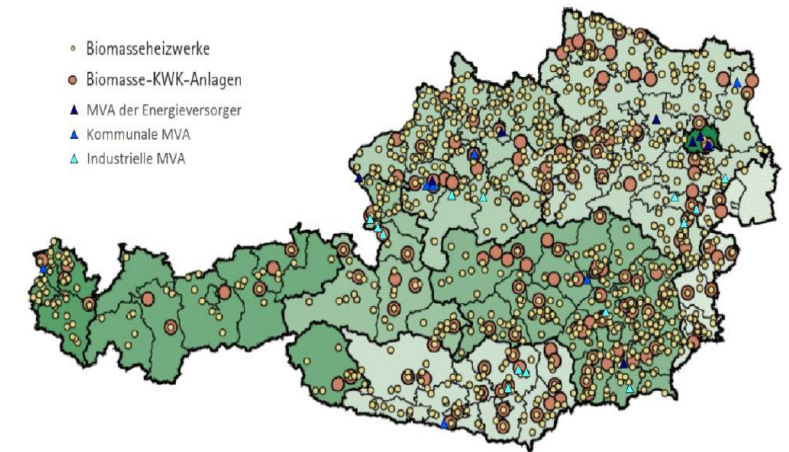 Biomasseheizwerke
Biomasse-KWK-Anlagen
MVA der Energieversorger
Kommunale MVA
Industrielle MVA